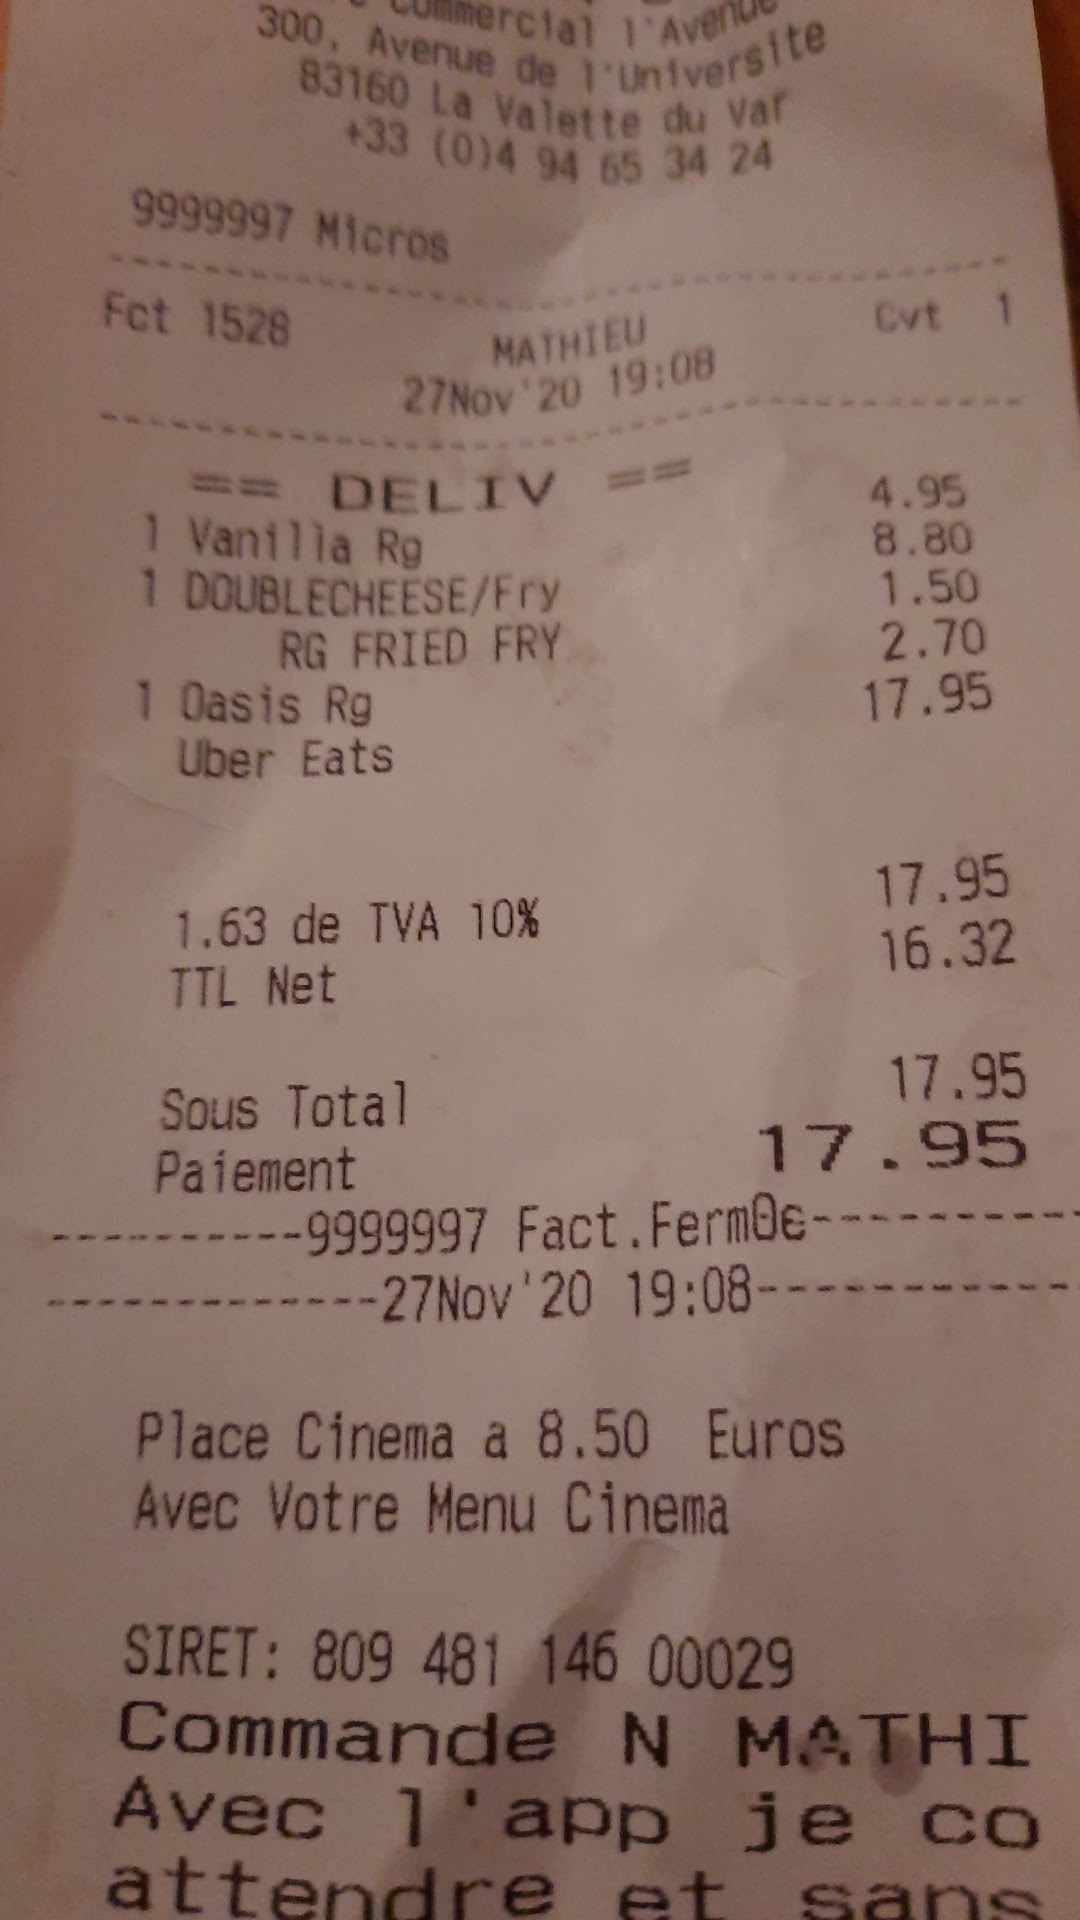 Commercial l'Avenue
300, Avenue de l'Universite
83160 La Valette du Var
+33 (0)4 94 65 34 24
9999997 Micros
Fct 1528 MATHIEU Cvt 1
27Nov'20 19:08
== DELIV ==
1 Vanilla Rg 4.95
1 DOUBLECHEESE/Fry 8.80
RG FRIED FRY 1.50
1 Oasis Rg 2.70
Uber Eats 17.95
1.63 de TVA 10% 17.95
TTL Net 16.32
Sous Total 17.95
Paiement 17.95
----------9999997 Fact.FermΘε----------
-------------27Nov'20 19:08------------
Place Cinema a 8.50 Euros
Avec Votre Menu Cinema
SIRET: 809 481 146 00029
Commande N MATHI
Avec l'app je co
attendre et sans